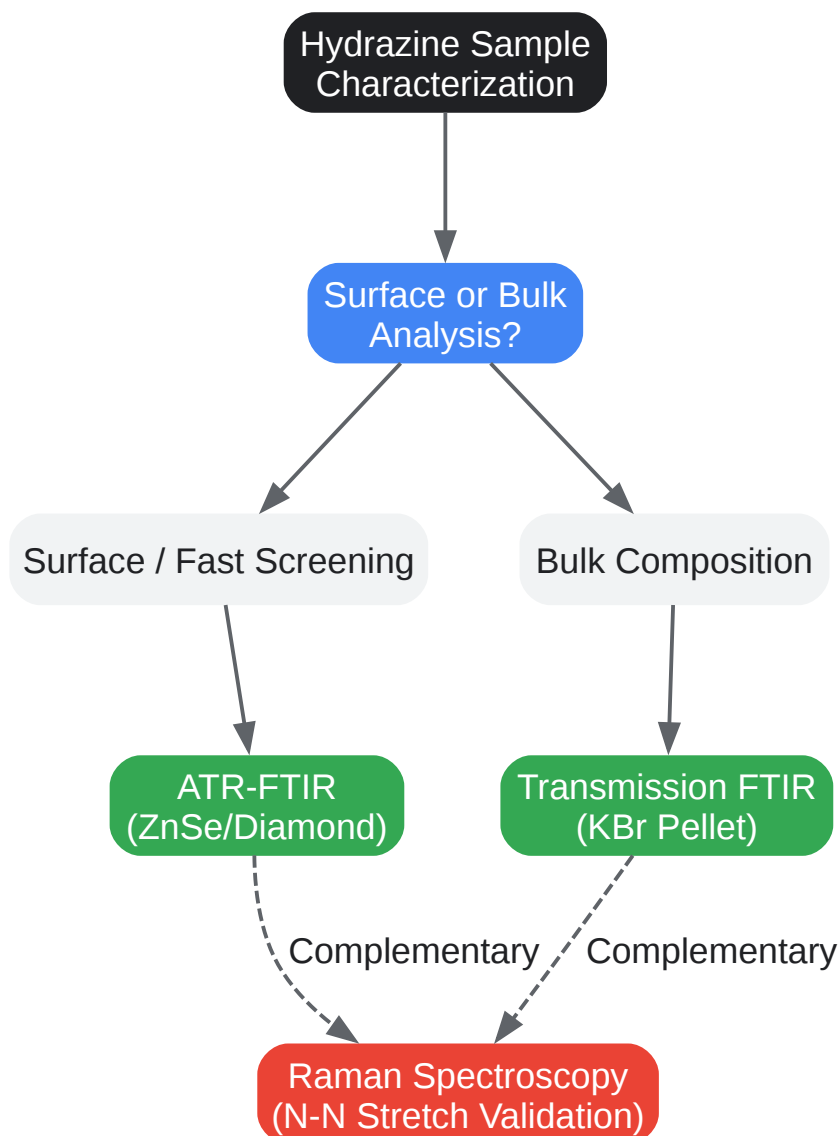 Hydrazine Sample
Characterization
Surface or Bulk
Analysis?
Surface / Fast Screening
Bulk Composition
ATR-FTIR
(ZnSe/Diamond)
Transmission FTIR
(KBr Pellet)
Complementary
Complementary
Raman Spectroscopy
(N-N Stretch Validation)